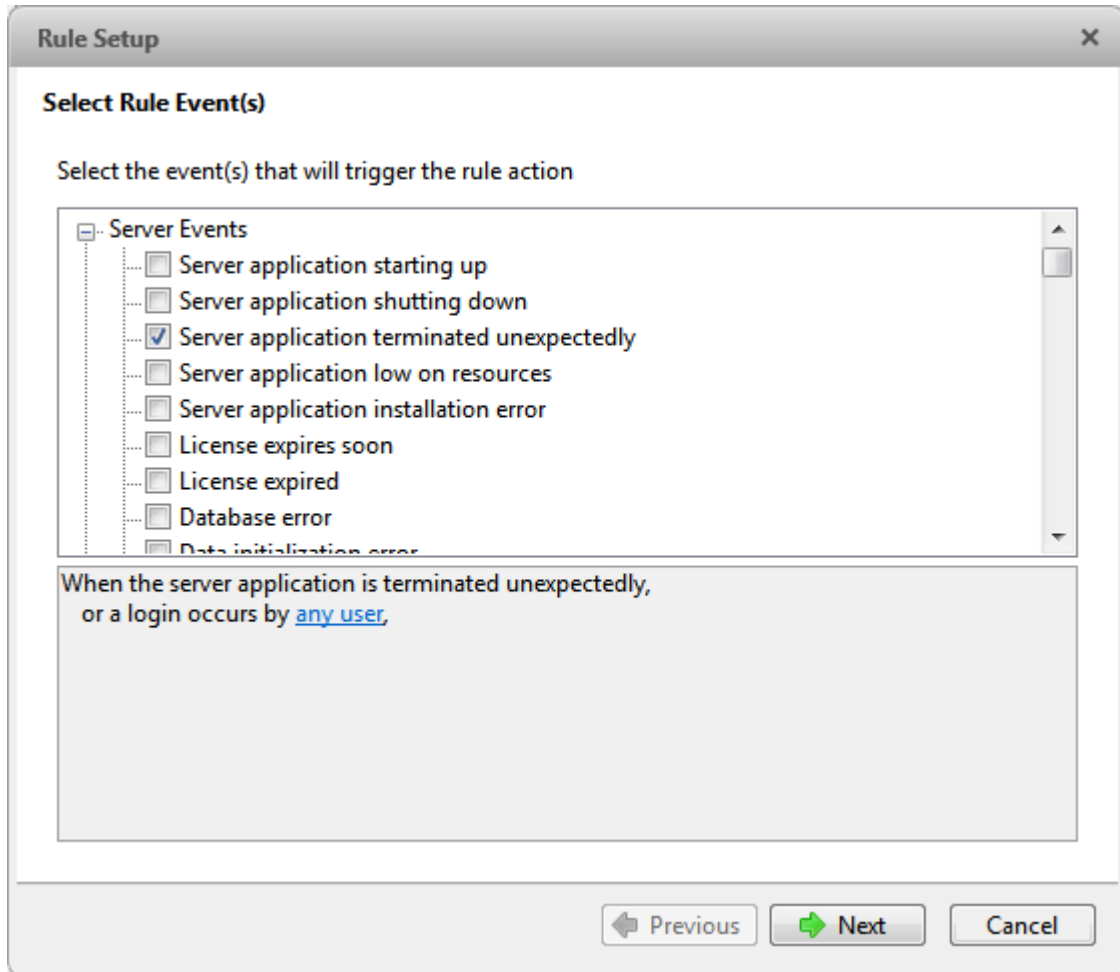 Rule Setup
Select Rule Event(s)
Select the event(s) that will trigger the rule action
Server Events
Server application starting up
Server application shutting down
Server application terminated unexpectedly
Server application low on resources
Server application installation error
License expires soon
License expired
Database error
Data initialization error
When the server application is terminated unexpectedly,
or a login occurs by any user,
Previous
Next
Cancel